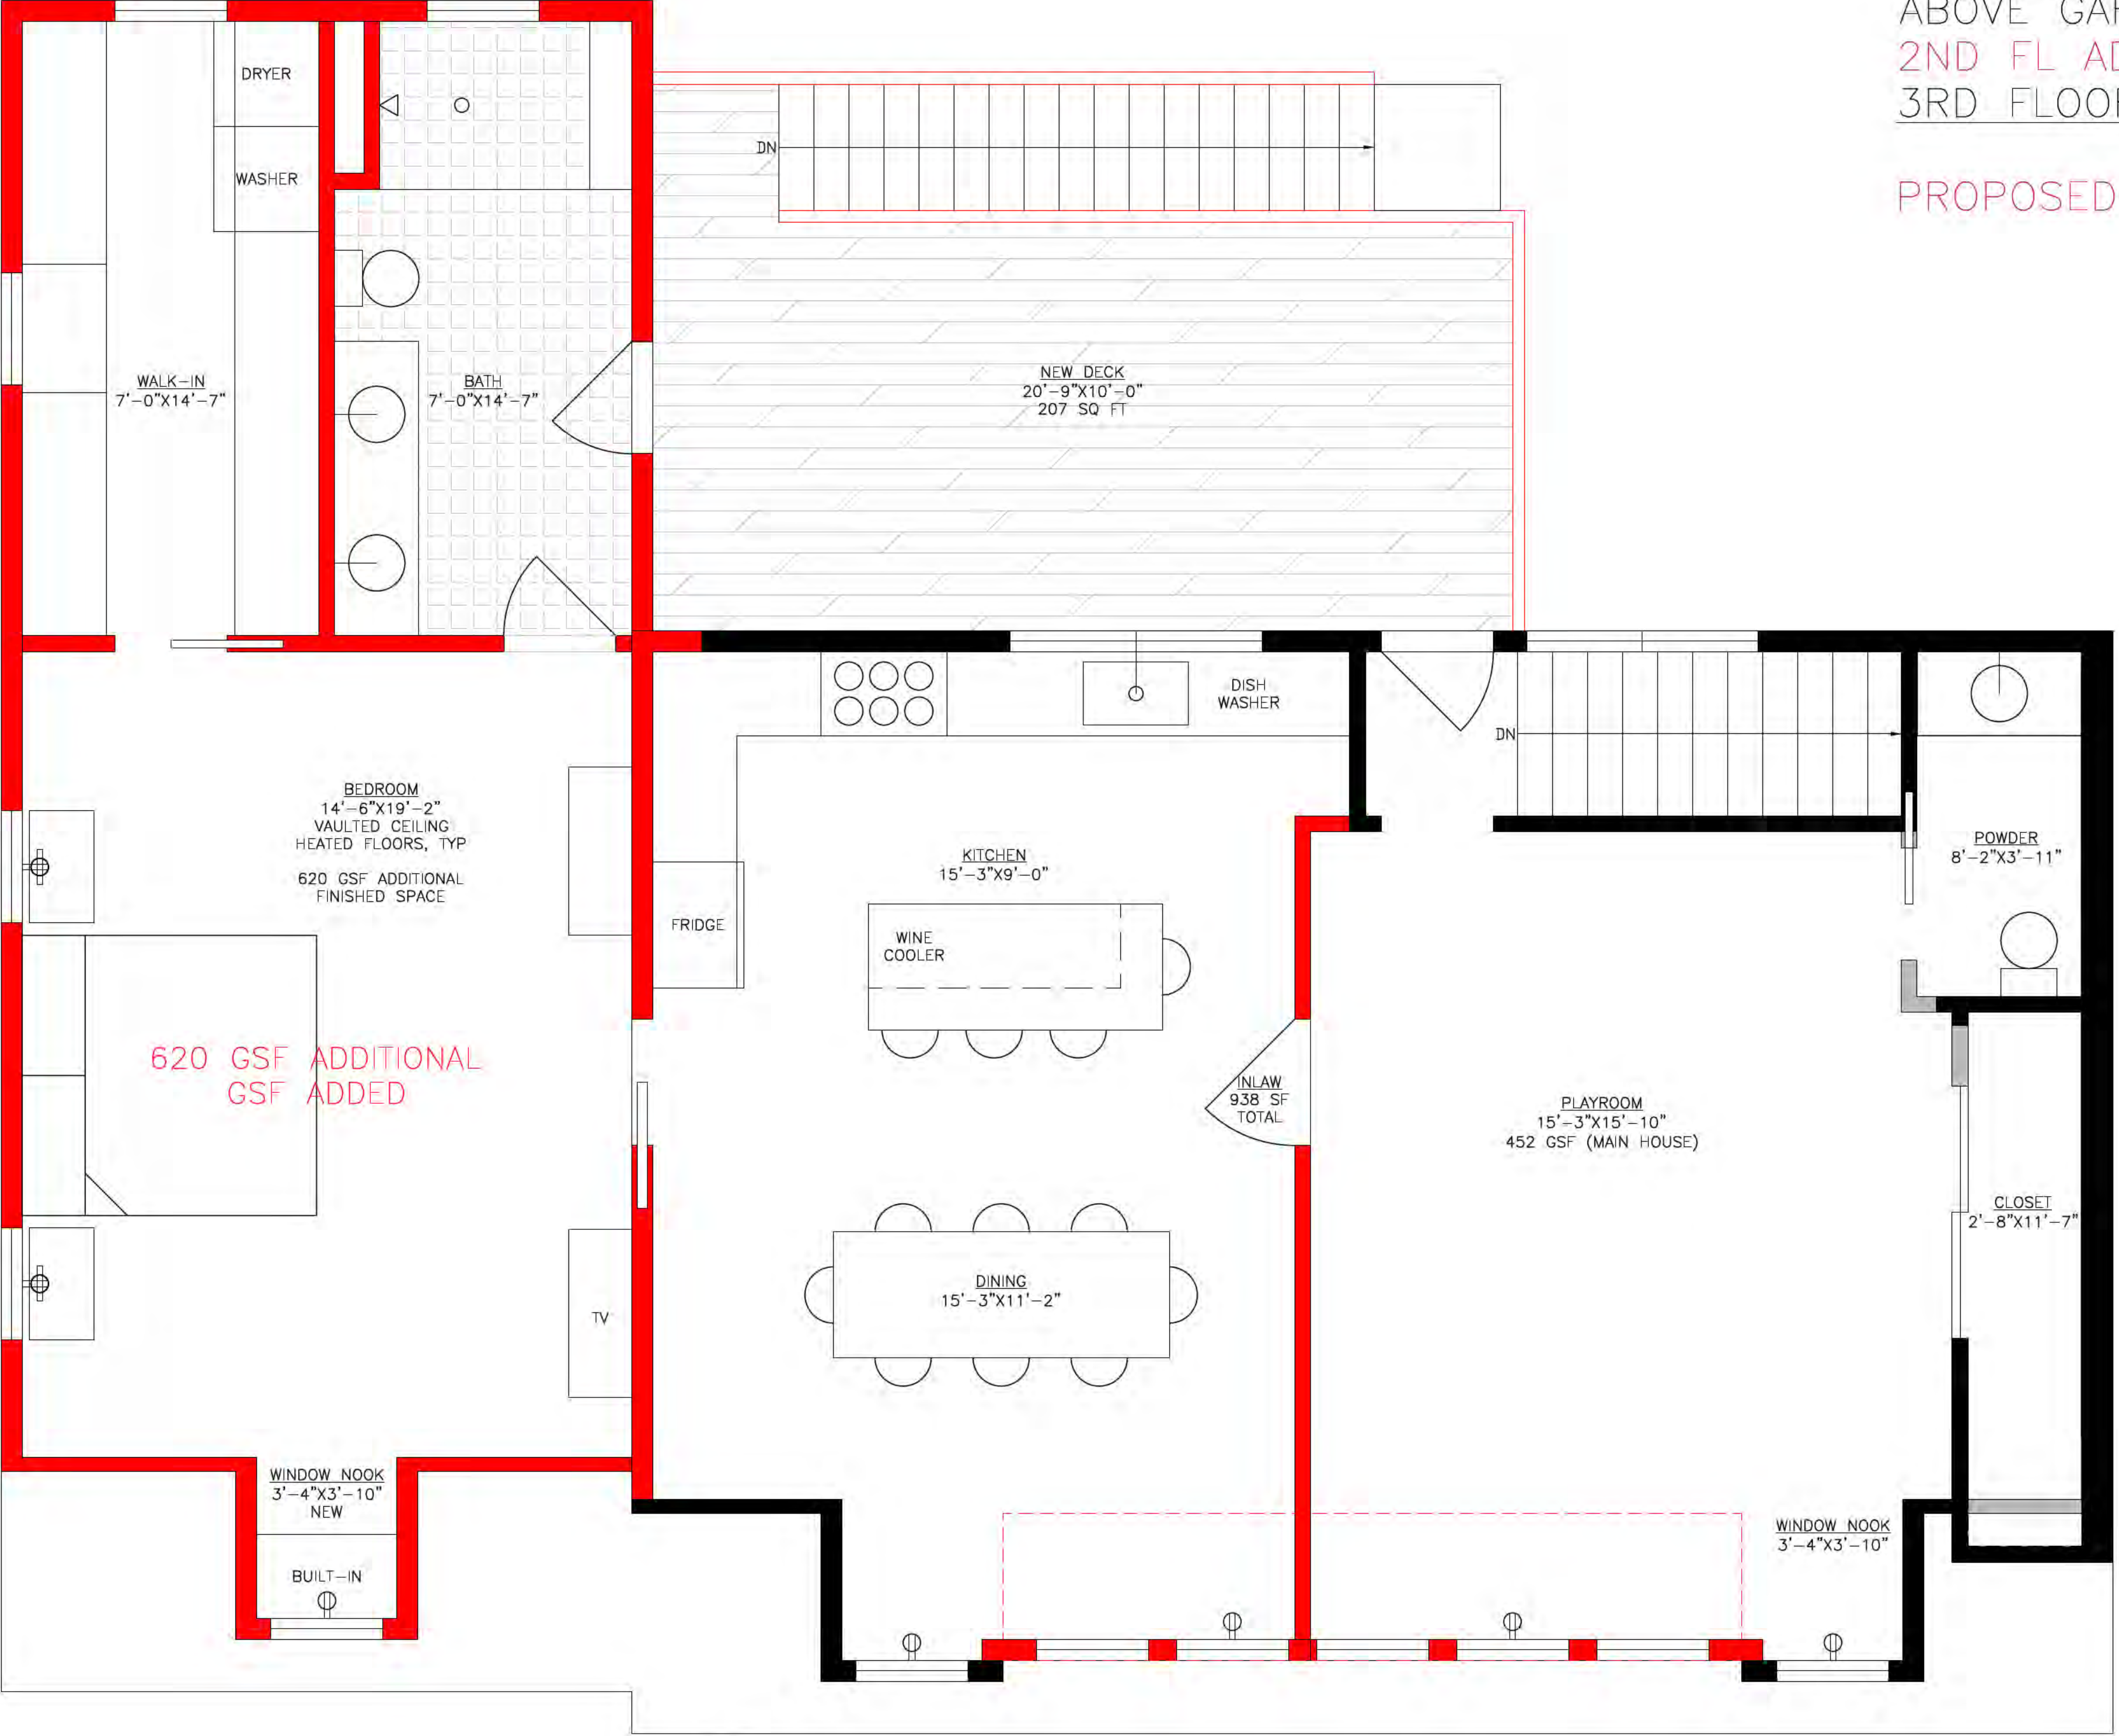 ABOVE
2ND FL
3RD
PROPOSED
DRYER
WASHER
DN
WALK-IN
7'-0"X14'-7"
BATH
7'-0"X14'-7"
NEW DECK
20'-9"X10'-0"
207 SQ FT
DISH
WASHER
DN
BEDROOM
14'-6"X19'-2"
VAULTED CEILING
HEATED FLOORS, TYP
620 GSF ADDITIONAL
FINISHED SPACE
KITCHEN
15'-3"X9'-0"
POWDER
8'-2"X3'-11"
FRIDGE
WINE
COOLER
620 GSF ADDITIONAL
GSF ADDED
INLAW
938 SF
TOTAL
PLAYROOM
15'-3"X15'-10"
452 GSF (MAIN HOUSE)
CLOSET
2'-8"X11'-7"
DINING
15'-3"X11'-2"
TV
WINDOW NOOK
3'-4"X3'-10"
NEW
BUILT-IN
WINDOW NOOK
3'-4"X3'-10"